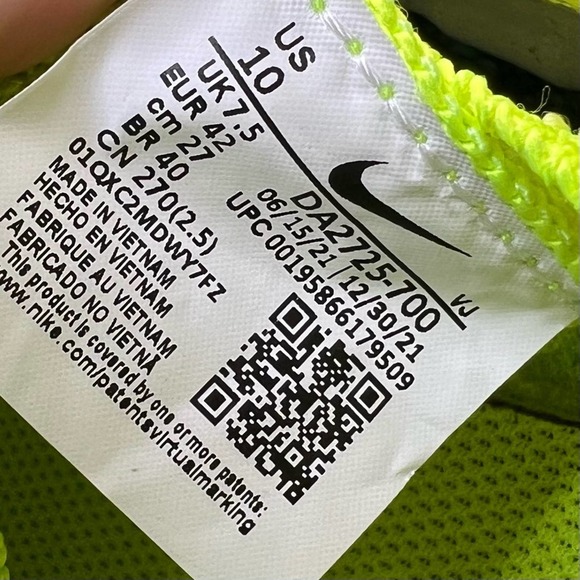 US
10
UK 7.5
EUR 42
cm 27
BR 40
CN 270(2.5)
01QXC2MDWY7FZ
MADE IN VIETNAM
HECHO EN VIETNAM
FABRIQUE AU VIETNAM
FABRICADO NO VIETNA
This product is covered by one or more patents:
www.nike.com/patentsvirtualmarking
DA2725-700
06/15/21 | 12/30/21
UPC 00195866179509
VJ